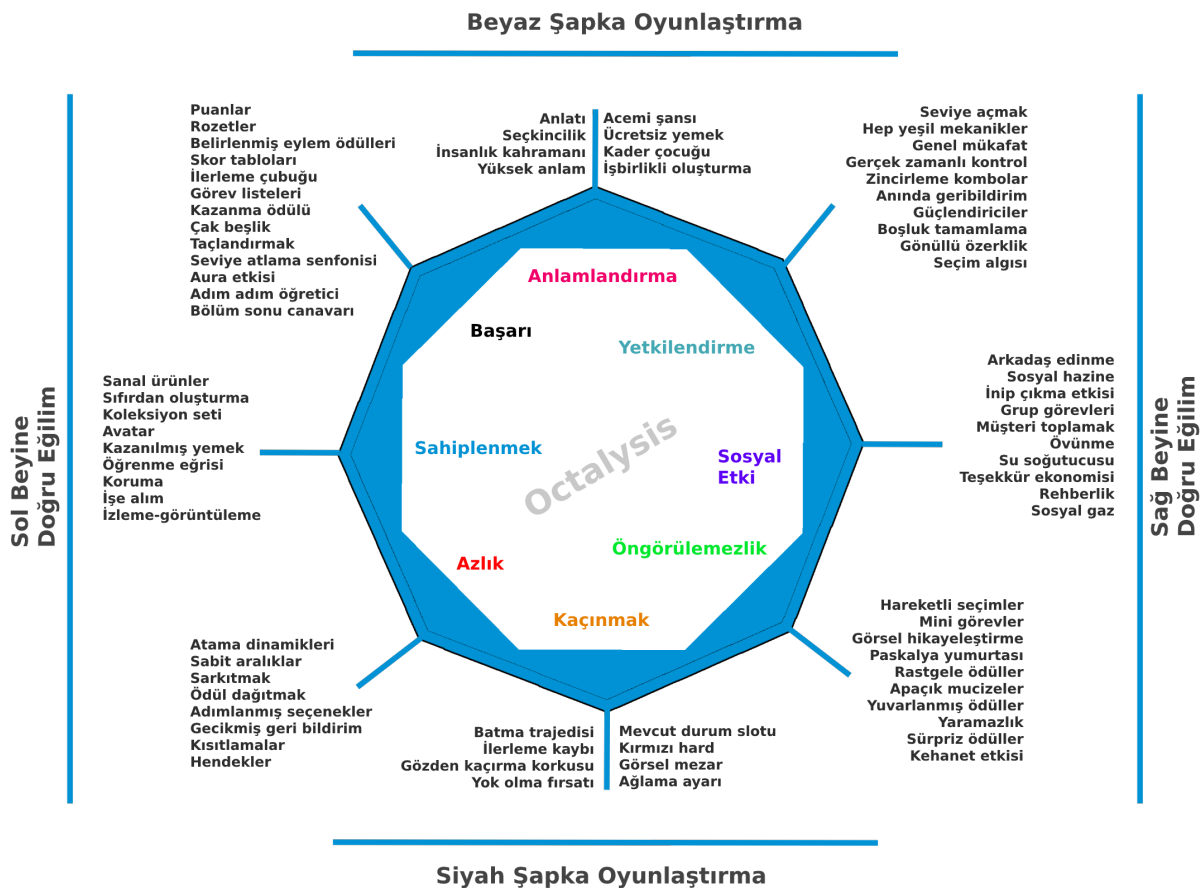 Beyaz Şapka Oyunlaştırma
Puanlar
Rozetler
Belirlenmiş eylem ödülleri
Skor tabloları
İlerleme çubuğu
Görev listeleri
Kazanma ödülü
Çak beşlik
Taçlandırmak
Seviye atlama senfonisi
Aura etkisi
Adım adım öğretici
Bölüm sonu canavarı
Anlatı
Seçkincilik
İnsanlık kahramanı
Yüksek anlam
Acemi şansı
Ücretsiz yemek
Kader çocuğu
İşbirlikli oluşturma
Seviye açmak
Hep yeşil mekanikler
Genel mükafat
Gerçek zamanlı kontrol
Zincirleme kombolar
Anında geribildirim
Güçlendiriciler
Boşluk tamamlama
Gönüllü özerklik
Seçim algısı
Anlamlandırma
Başarı
Yetkilendirme
Sol Beyine
Doğru Eğilim
Sanal ürünler
Sıfırdan oluşturma
Koleksiyon seti
Avatar
Kazanılmış yemek
Öğrenme eğrisi
Koruma
İşe alım
İzleme-görüntüleme
Sahiplenmek
Octalysis
Sosyal
Etki
Arkadaş edinme
Sosyal hazine
İnip çıkma etkisi
Grup görevleri
Müşteri toplamak
Övünme
Su soğutucusu
Teşekkür ekonomisi
Rehberlik
Sosyal gaz
Sağ Beyine
Doğru Eğilim
Azlık
Öngörülemezlik
Kaçınmak
Atama dinamikleri
Sabit aralıklar
Sarkıtmak
Ödül dağıtmak
Adımlanmış seçenekler
Gecikmiş geri bildirim
Kısıtlamalar
Hendekler
Batma trajedisi
İlerleme kaybı
Gözden kaçırma korkusu
Yok olma fırsatı
Mevcut durum slotu
Kırmızı hard
Görsel mezar
Ağlama ayarı
Hareketli seçimler
Mini görevler
Görsel hikayeleştirme
Paskalya yumurtası
Rastgele ödüller
Apaçık mucizeler
Yuvarlanmış ödüller
Yaramazlık
Sürpriz ödüller
Kehanet etkisi
Siyah Şapka Oyunlaştırma